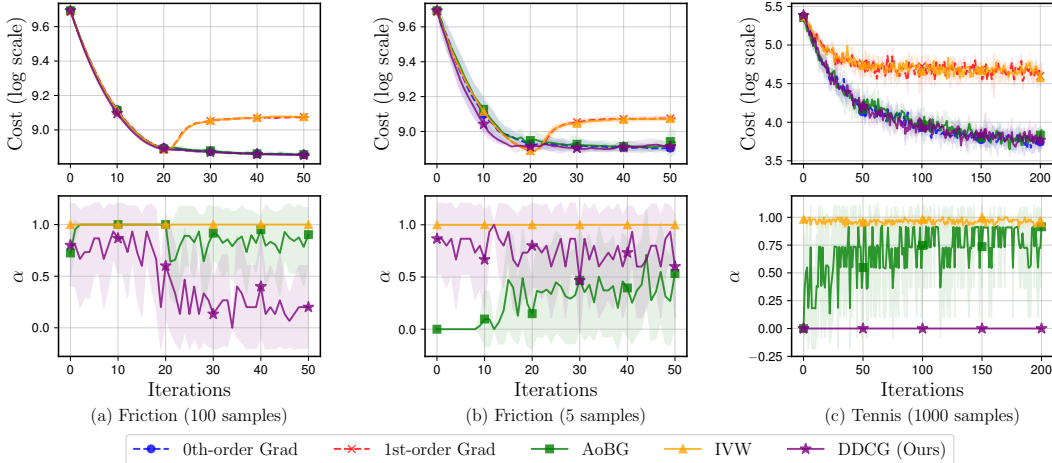 9.6
9.4
9.2
9.0
Cost (log scale)
0 10 20 30 40 50
9.6
9.4
9.2
9.0
Cost (log scale)
0 10 20 30 40 50
5.5
5.0
4.5
4.0
3.5
Cost (log scale)
0 50 100 150 200
1.0
0.5
0.0
α
0 10 20 30 40 50
Iterations
(a) Friction (100 samples)
1.0
0.5
0.0
α
0 10 20 30 40 50
Iterations
(b) Friction (5 samples)
1.00
0.75
0.50
0.25
0.00
−0.25
α
0 50 100 150 200
Iterations
(c) Tennis (1000 samples)
0th-order Grad 1st-order Grad AoBG IVW DDCG (Ours)